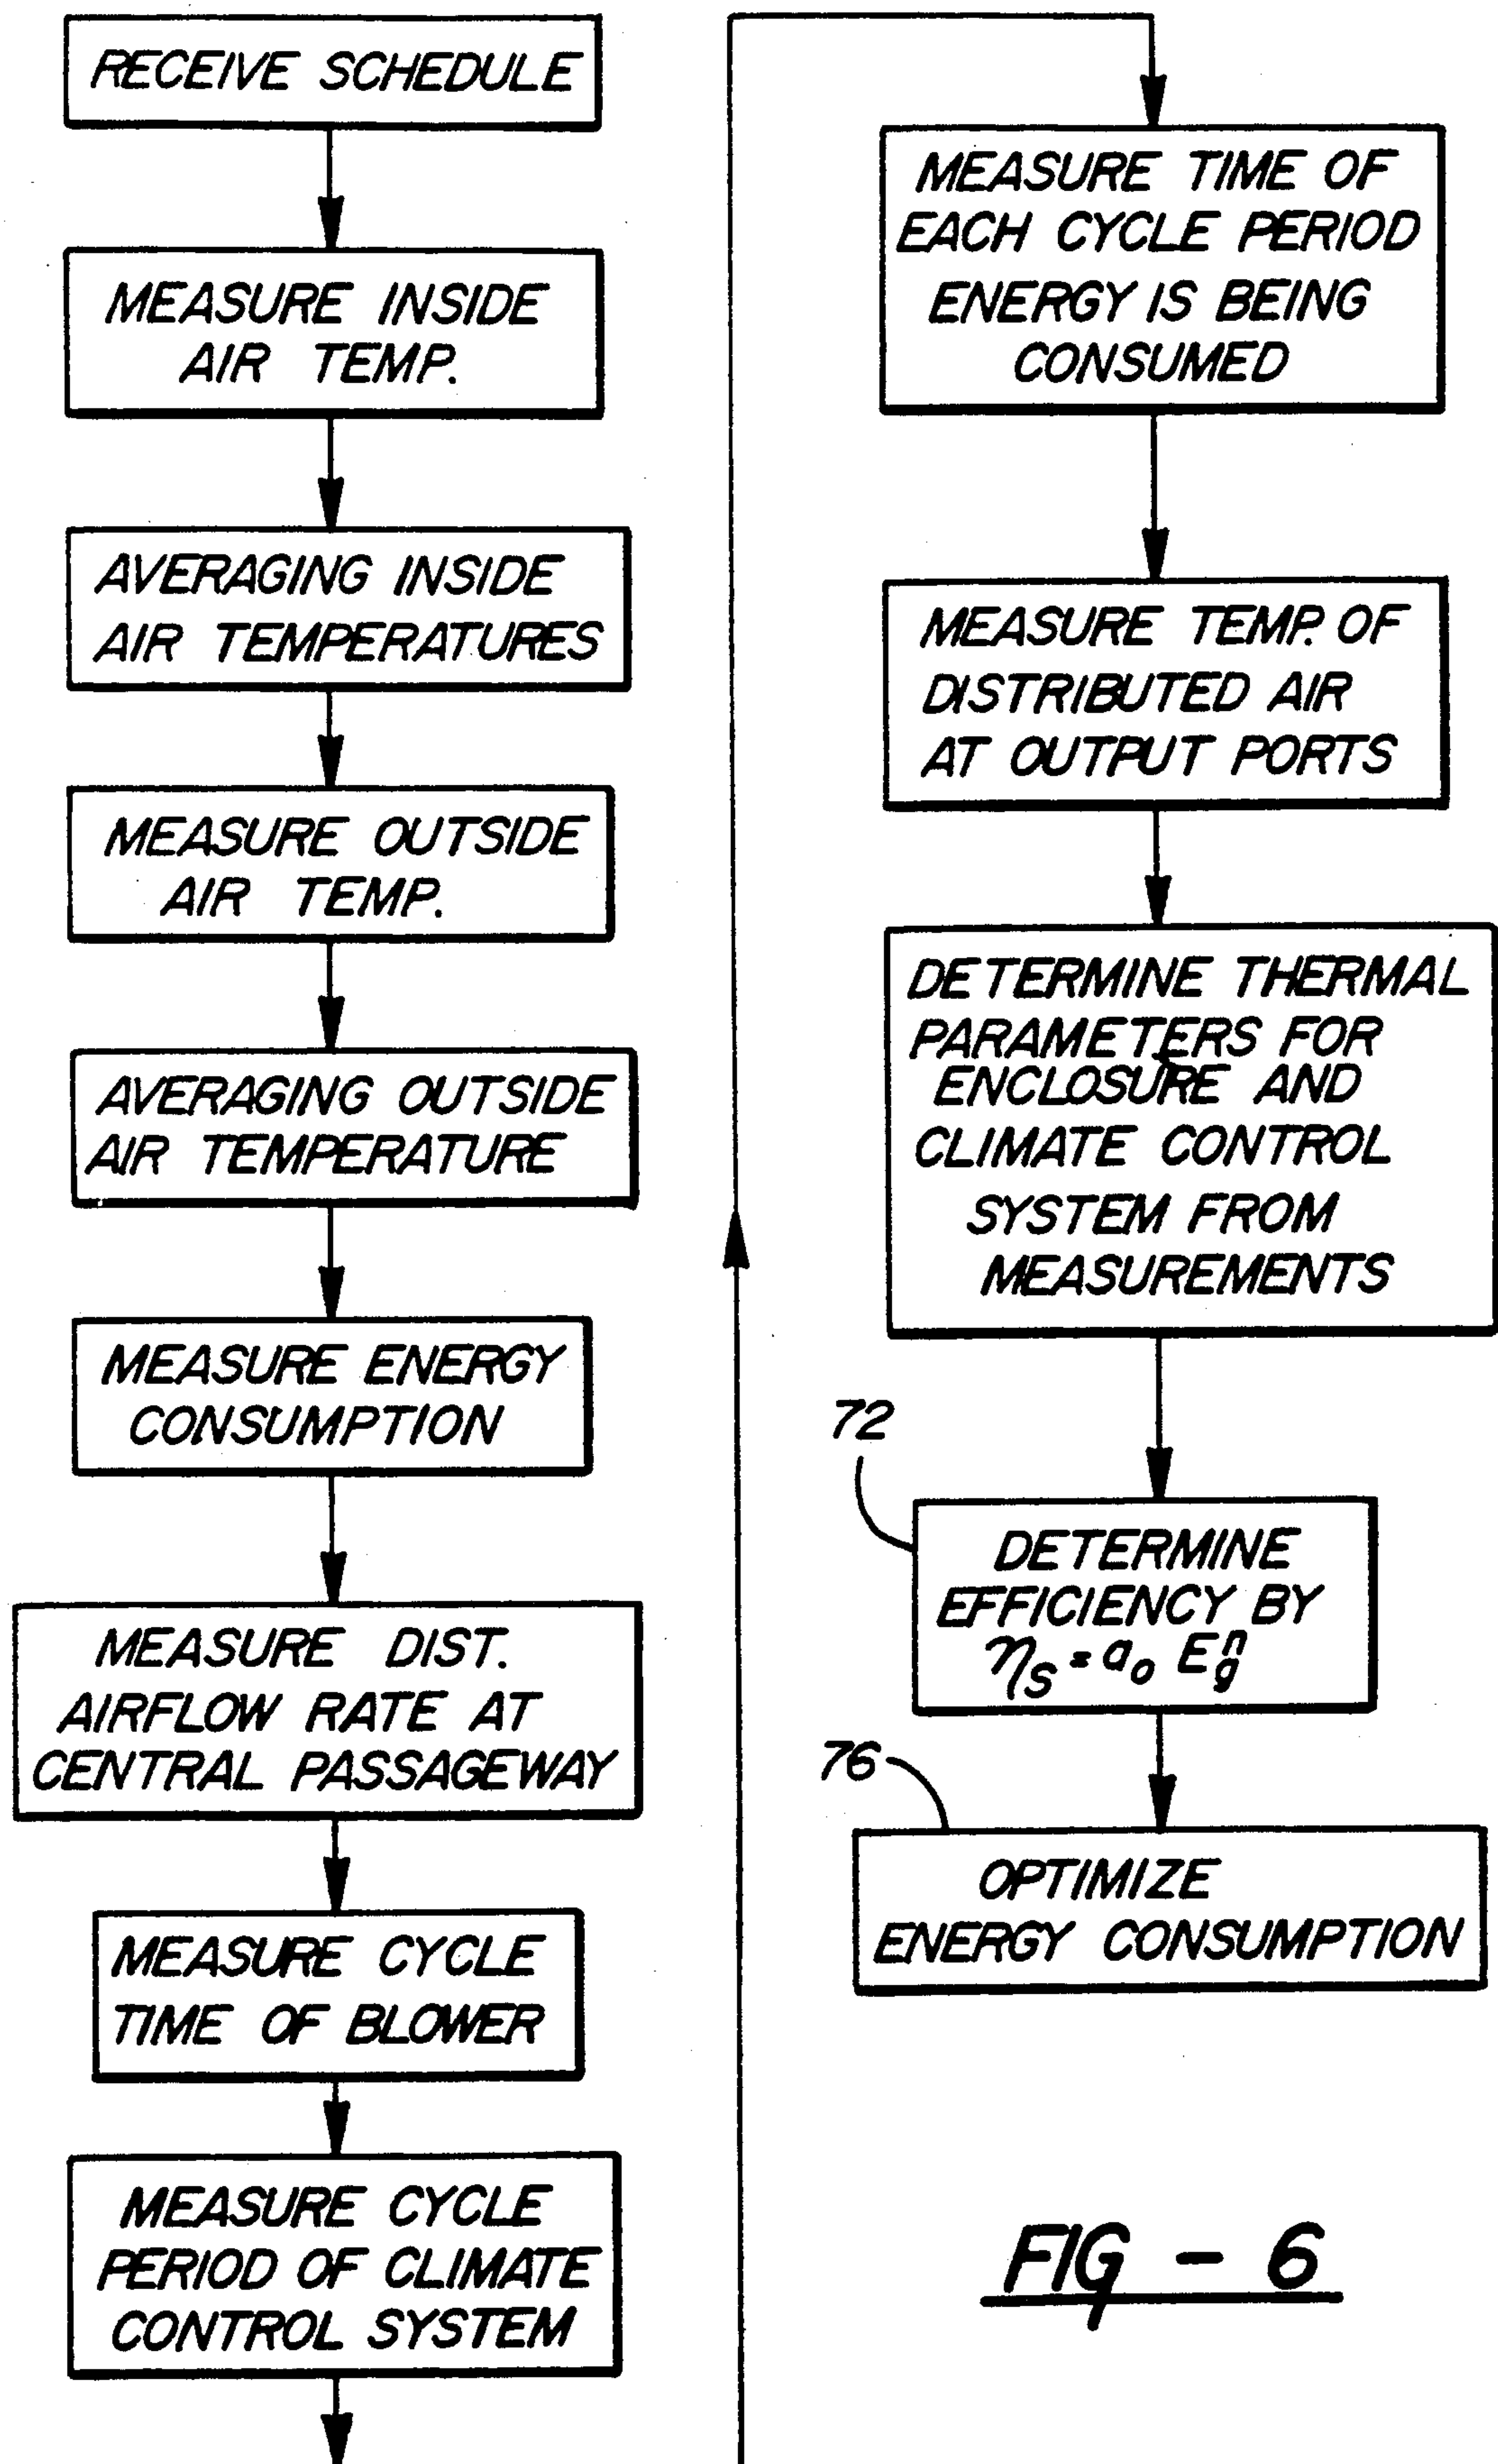 RECEIVE SCHEDULE
MEASURE INSIDE
AIR TEMP.
AVERAGING INSIDE
AIR TEMPERATURES
MEASURE OUTSIDE
AIR TEMP.
AVERAGING OUTSIDE
AIR TEMPERATURE
MEASURE ENERGY
CONSUMPTION
MEASURE DIST.
AIRFLOW RATE AT
CENTRAL PASSAGEWAY
MEASURE CYCLE
TIME OF BLOWER
MEASURE CYCLE
PERIOD OF CLIMATE
CONTROL SYSTEM
MEASURE TIME OF
EACH CYCLE PERIOD
ENERGY IS BEING
CONSUMED
MEASURE TEMP. OF
DISTRIBUTED AIR
AT OUTPUT PORTS
DETERMINE THERMAL
PARAMETERS FOR
ENCLOSURE AND
CLIMATE CONTROL
SYSTEM FROM
MEASUREMENTS
72
DETERMINE
EFFICIENCY BY
ηs = a₀ E_g^n
76
OPTIMIZE
ENERGY CONSUMPTION
FIG - 6